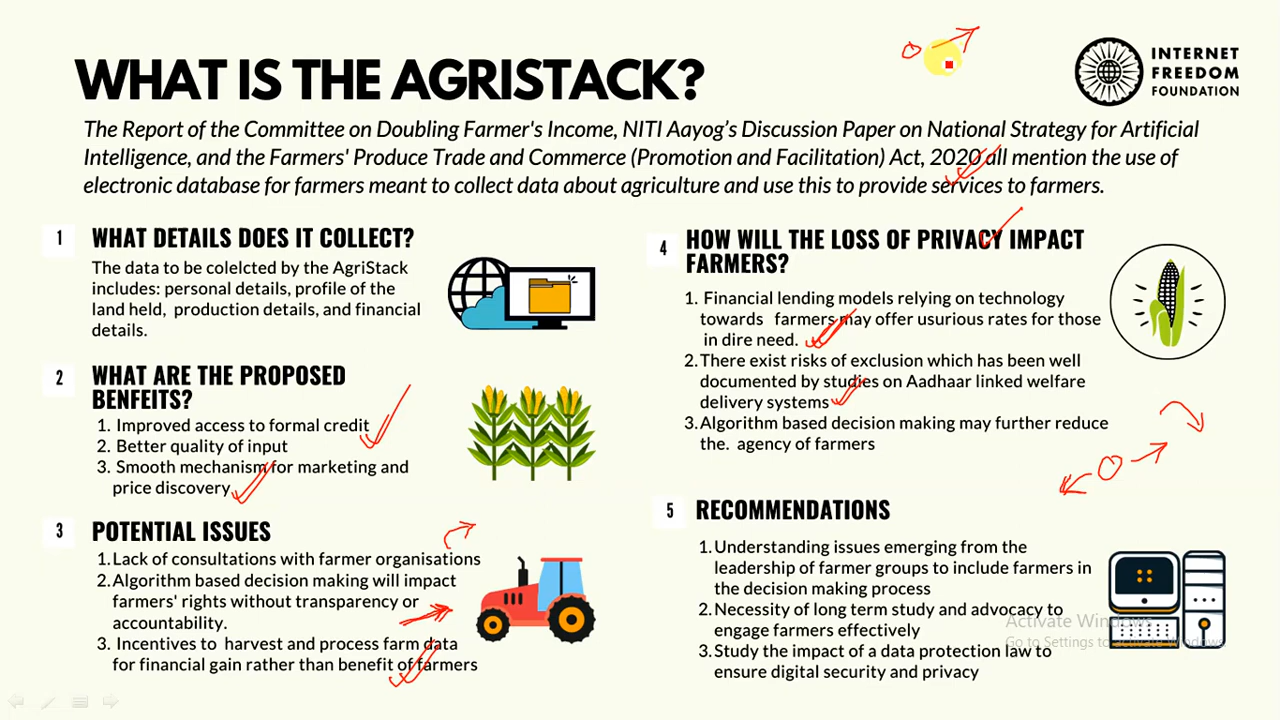 WHAT IS THE AGRISTACK?
INTERNET
FREEDOM
FOUNDATION
The Report of the Committee on Doubling Farmer's Income, NITI Aayog's Discussion Paper on National Strategy for Artificial
Intelligence, and the Farmers' Produce Trade and Commerce (Promotion and Facilitation) Act, 2020 all mention the use of
electronic database for farmers meant to collect data about agriculture and use this to provide services to farmers.
1
WHAT DETAILS DOES IT COLLECT?
The data to be colelcted by the AgriStack
includes: personal details, profile of the
land held, production details, and financial
details.
2
WHAT ARE THE PROPOSED
BENFEITS?
1. Improved access to formal credit
2. Better quality of input
3. Smooth mechanism for marketing and
price discovery
3
POTENTIAL ISSUES
1.Lack of consultations with farmer organisations
2.Algorithm based decision making will impact
farmers' rights without transparency or
accountability.
3. Incentives to harvest and process farm data
for financial gain rather than benefit of farmers
4
HOW WILL THE LOSS OF PRIVACY IMPACT
FARMERS?
1. Financial lending models relying on technology
towards farmers may offer usurious rates for those
in dire need.
2.There exist risks of exclusion which has been well
documented by studies on Aadhaar linked welfare
delivery systems
3.Algorithm based decision making may further reduce
the. agency of farmers
5
RECOMMENDATIONS
1.Understanding issues emerging from the
leadership of farmer groups to include farmers in
the decision making process
2.Necessity of long term study and advocacy to
engage farmers effectively
3.Study the impact of a data protection law to
ensure digital security and privacy
Activate Windows
Go to Settings to activate Windows.